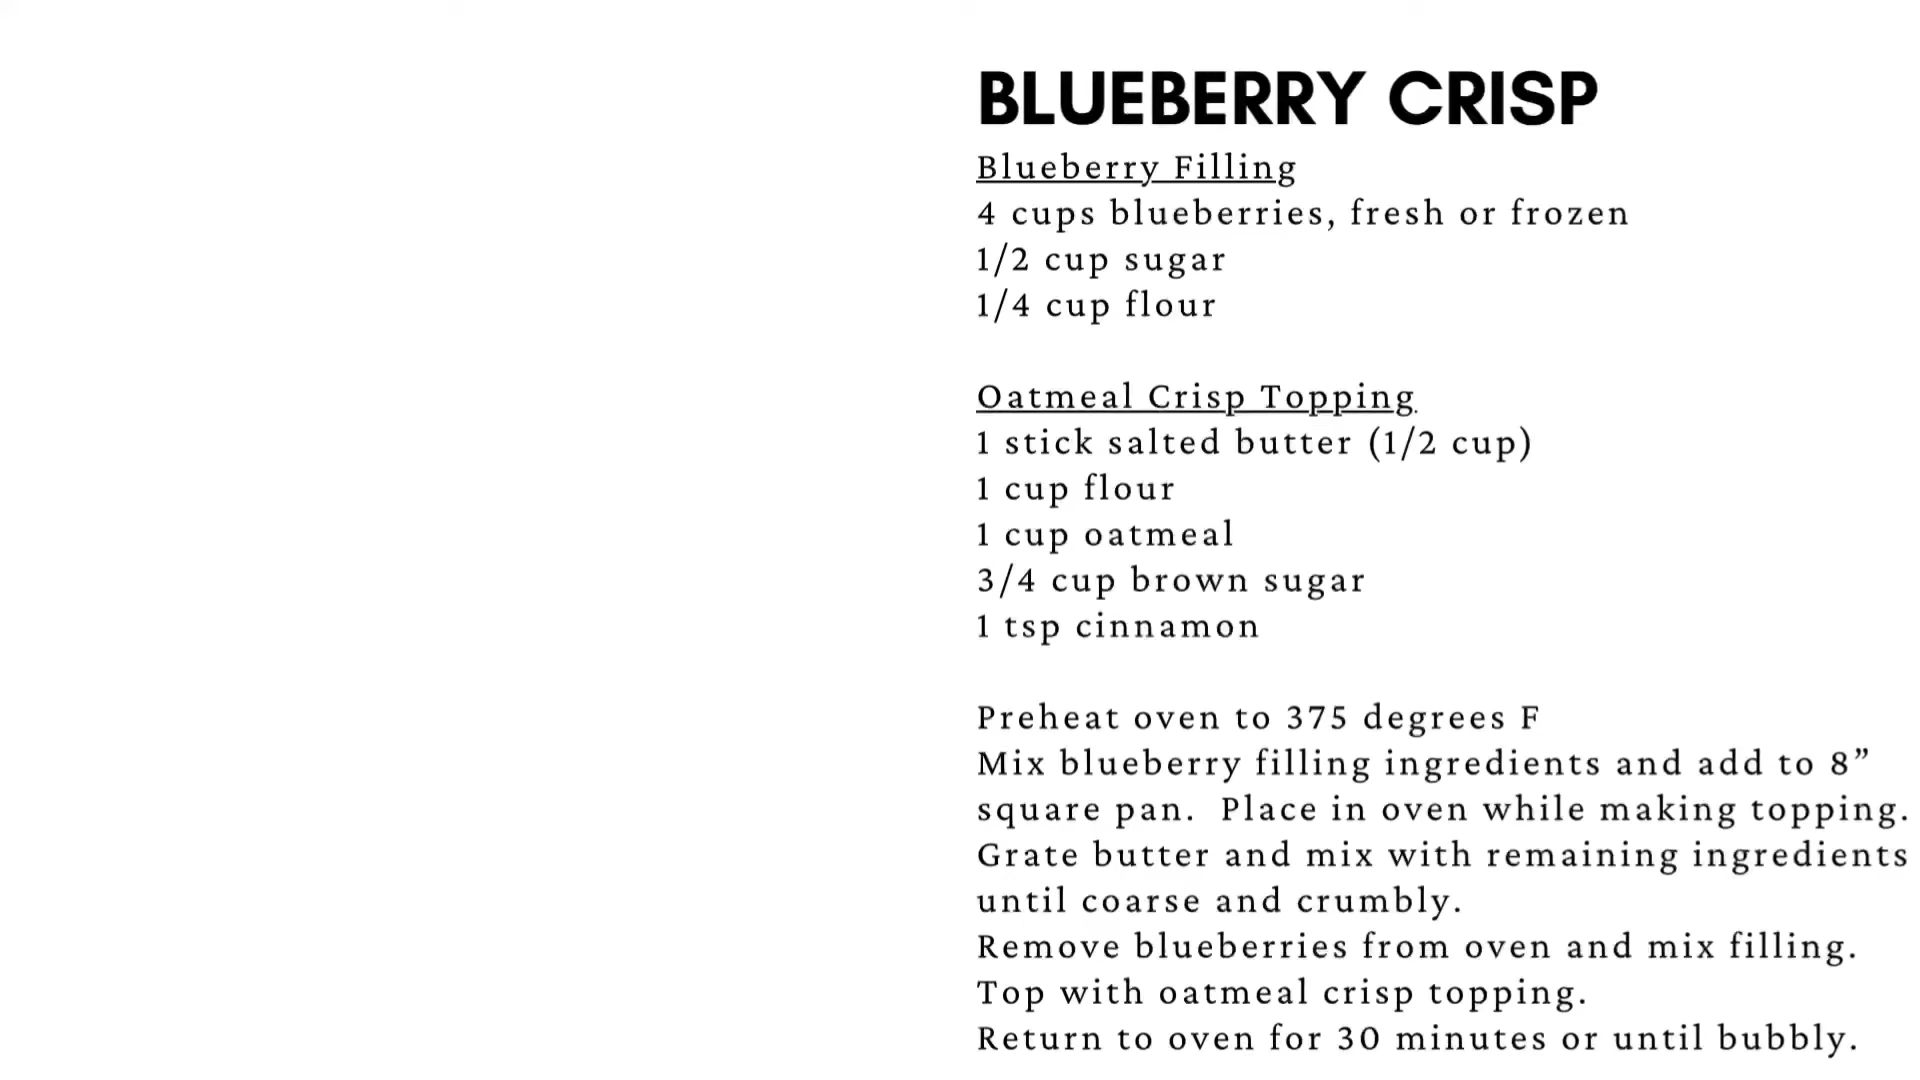 BLUEBERRY CRISP
Blueberry Filling
4 cups blueberries, fresh or frozen
1/2 cup sugar
1/4 cup flour
Oatmeal Crisp Topping
1 stick salted butter (1/2 cup)
1 cup flour
1 cup oatmeal
3/4 cup brown sugar
1 tsp cinnamon
Preheat oven to 375 degrees F
Mix blueberry filling ingredients and add to 8”
square pan.  Place in oven while making topping.
Grate butter and mix with remaining ingredients
until coarse and crumbly.
Remove blueberries from oven and mix filling.
Top with oatmeal crisp topping.
Return to oven for 30 minutes or until bubbly.